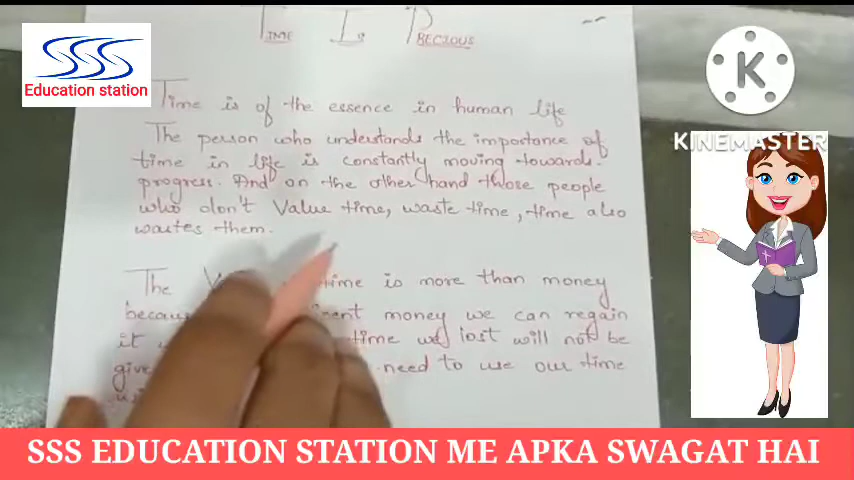 TIME IS PRECIOUS
SSS
Education station
K
KINEMASTER
Time is of the essence in human life
The person who understands the importance of
time in life is constantly moving towards.
progress. And on the other hand those people
who don't Value time, waste time, time also
wastes them.
The time is more than money
money we can regain
it time we lost will not be
need to use our time
SSS EDUCATION STATION ME APKA SWAGAT HAI